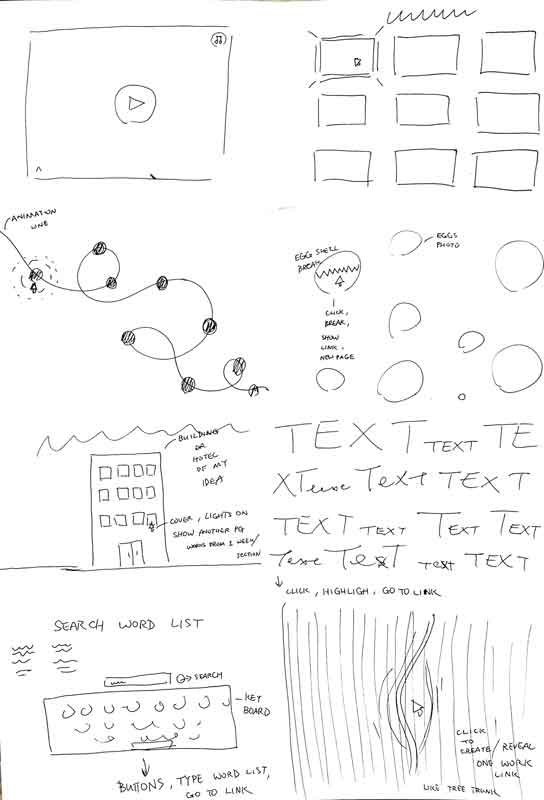 ANIMATION
LINE
EGG SHELL
BREAK
EGGS
PHOTO
CLICK,
BREAK,
SHOW
LINK,
NEW PAGE
BUILDING
OR
HOTEL
OF MY
IDEA
COVER, LIGHTS ON
SHOW ANOTHER PG
WORKS FROM 1 WEEK/
SECTION
TEXT TEXT TE
XText TexT TEXT
TEXT TEXT Text Text
Text Text text TEXT
CLICK, HIGHLIGH, GO TO LINK
SEARCH WORD LIST
SEARCH
KEY
BOARD
BUTTONS, TYPE WORD LIST,
GO TO LINK
CLICK
TO
CREATE/REVEAL
ONE WORK
LINK
LIKE TREE TRUNK